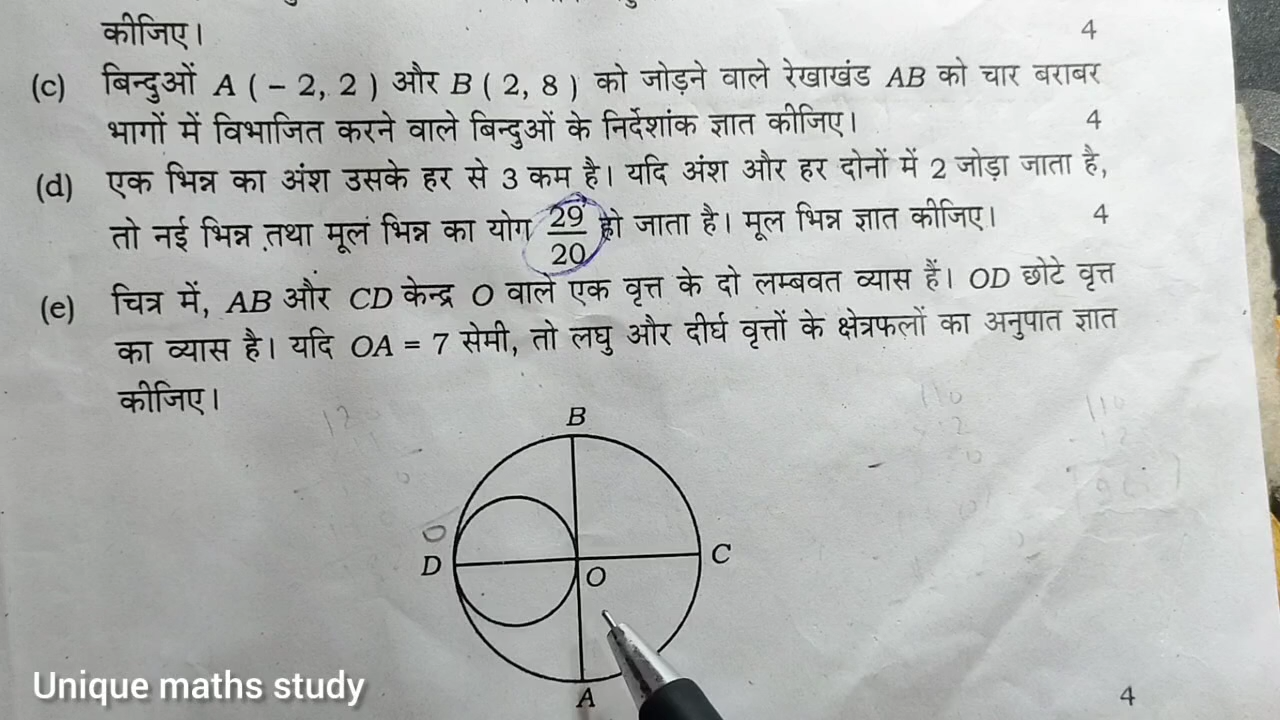 कीजिए। 4
(c) बिन्दुओं A ( – 2, 2 ) और B ( 2, 8 ) को जोड़ने वाले रेखाखंड AB को चार बराबर
भागों में विभाजित करने वाले बिन्दुओं के निर्देशांक ज्ञात कीजिए। 4
(d) एक भिन्न का अंश उसके हर से 3 कम है। यदि अंश और हर दोनों में 2 जोड़ा जाता है,
तो नई भिन्न तथा मूल भिन्न का योग 29/20 हो जाता है। मूल भिन्न ज्ञात कीजिए। 4
(e) चित्र में, AB और CD केन्द्र O वाले एक वृत्त के दो लम्बवत व्यास हैं। OD छोटे वृत्त
का व्यास है। यदि OA = 7 सेमी, तो लघु और दीर्घ वृत्तों के क्षेत्रफलों का अनुपात ज्ञात
कीजिए।
B
D
C
O
A
4
Unique maths study